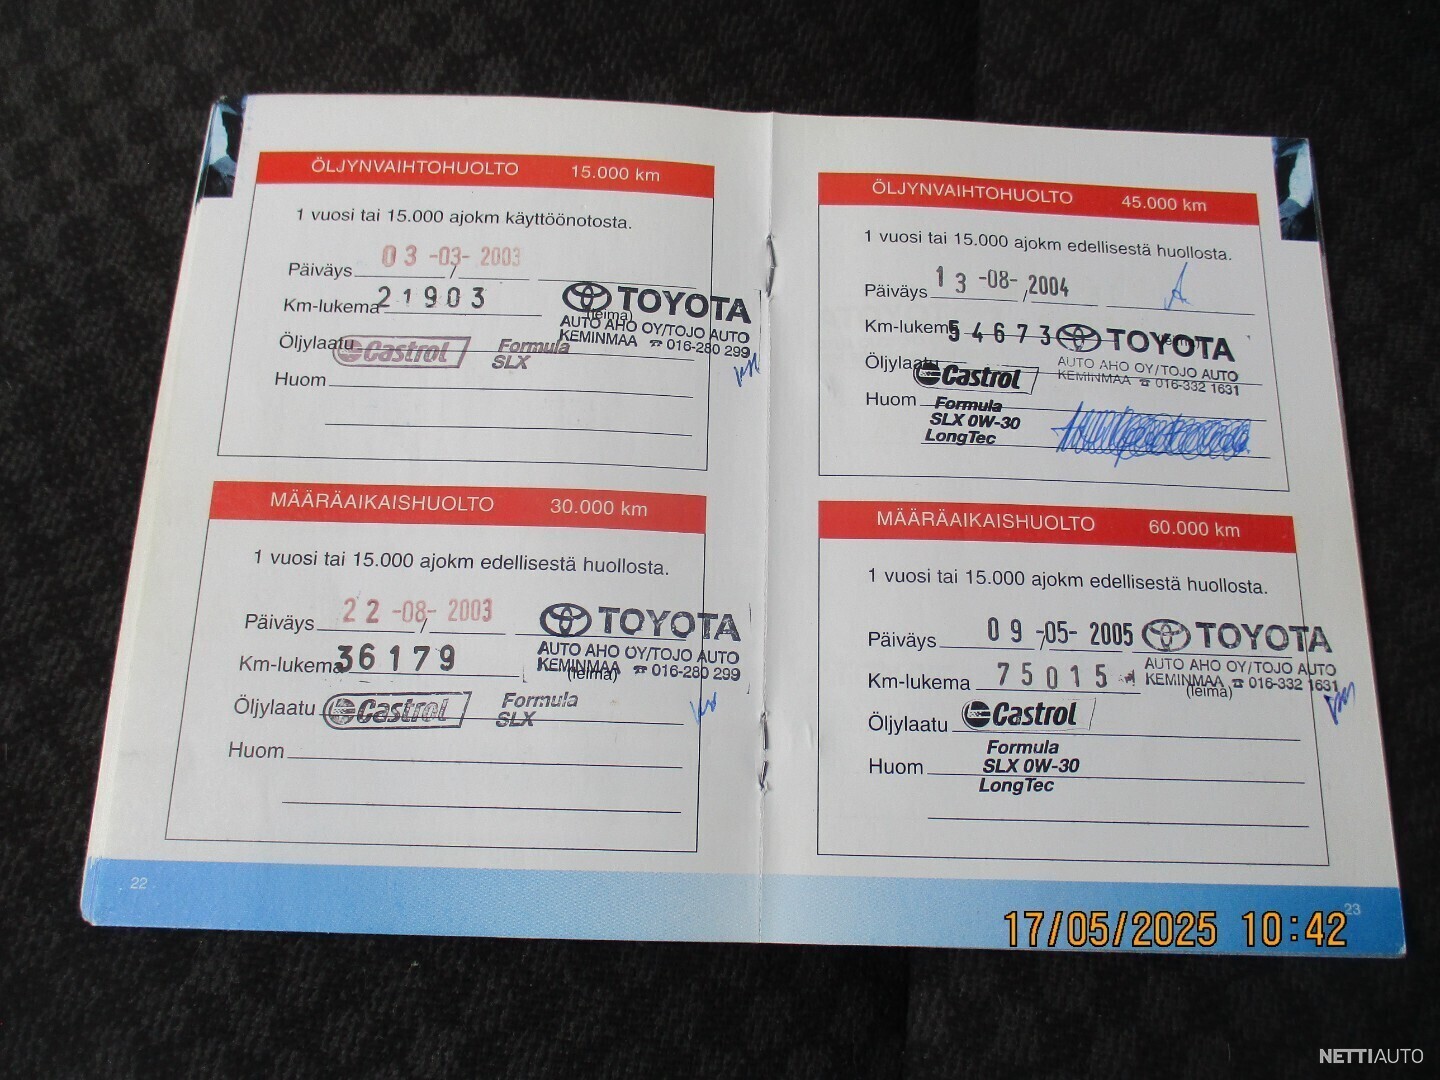 ÖLJYNVAIHTOHUOLTO 15.000 km
1 vuosi tai 15.000 ajokm käyttöönotosta.
Päiväys 03 -03- 2003
Km-lukema 21903
TOYOTA
(leima)
AUTO AHO OY/TOJO AUTO
KEMINMAA ☎ 016-280 299
Öljylaatu Castrol Formula
SLX
Huom
MÄÄRÄAIKAISHUOLTO 30.000 km
1 vuosi tai 15.000 ajokm edellisestä huollosta.
Päiväys 22 -08- 2003
TOYOTA
Km-lukema 36179
AUTO AHO OY/TOJO AUTO
KEMINMAA ☎ 016-280 299
(leima)
Öljylaatu Castrol Formula
SLX
Huom
22
ÖLJYNVAIHTOHUOLTO 45.000 km
1 vuosi tai 15.000 ajokm edellisestä huollosta.
Päiväys 13 -08- 2004
Km-lukema 54673
TOYOTA
AUTO AHO OY/TOJO AUTO
KEMINMAA ☎ 016-332 1631
Öljylaatu Castrol
Huom Formula
SLX 0W-30
LongTec
MÄÄRÄAIKAISHUOLTO 60.000 km
1 vuosi tai 15.000 ajokm edellisestä huollosta.
Päiväys 09 -05- 2005
TOYOTA
Km-lukema 75015
AUTO AHO OY/TOJO AUTO
KEMINMAA ☎ 016-332 1631
(leima)
Öljylaatu Castrol
Formula
Huom SLX 0W-30
LongTec
23
17/05/2025 10:42
NETTIAUTO